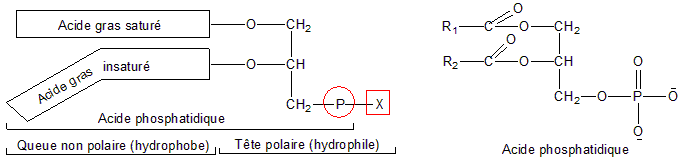 Acide gras saturé
O
CH2
Acide gras insaturé
O
CH
CH2
P
X
Acide phosphatidique
Queue non polaire (hydrophobe)
Tête polaire (hydrophile)
O
R1
C
O
CH2
O
R2
C
O
CH
CH2
O
O
P
O-
O-
Acide phosphatidique